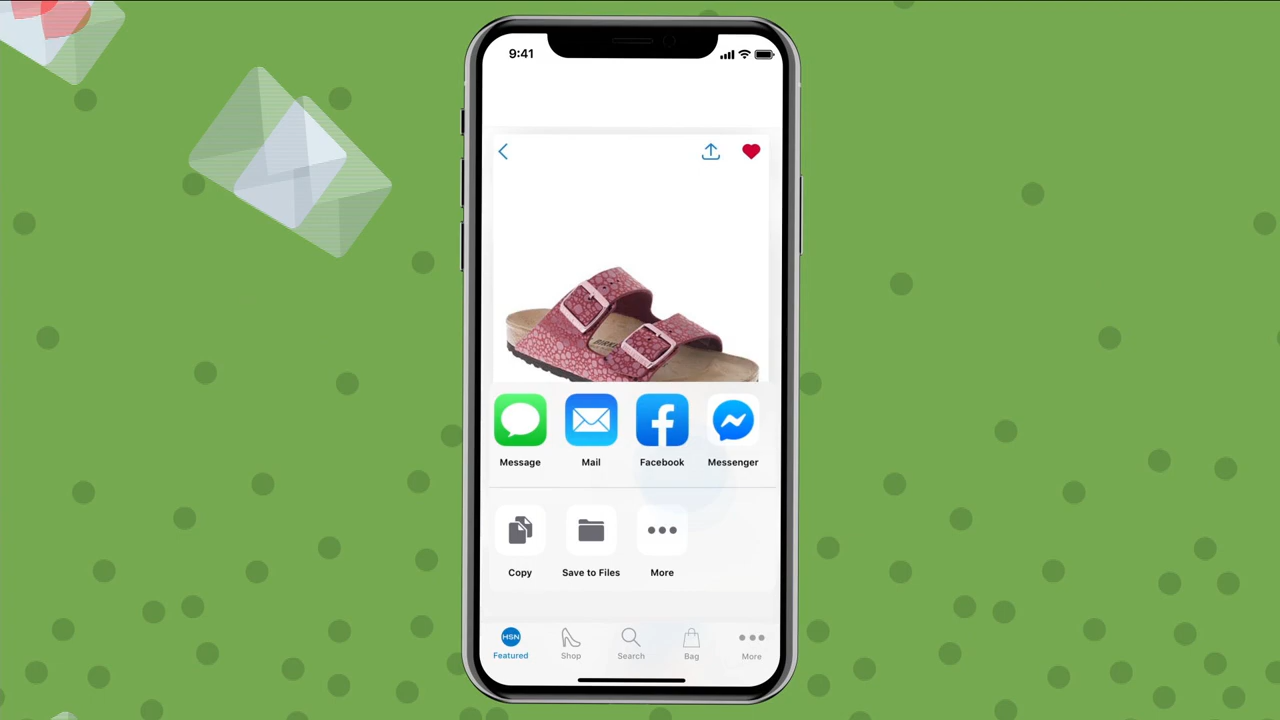 9:41
Message Mail Facebook Messenger
Copy Save to Files More
HSN
Featured Shop Search Bag More